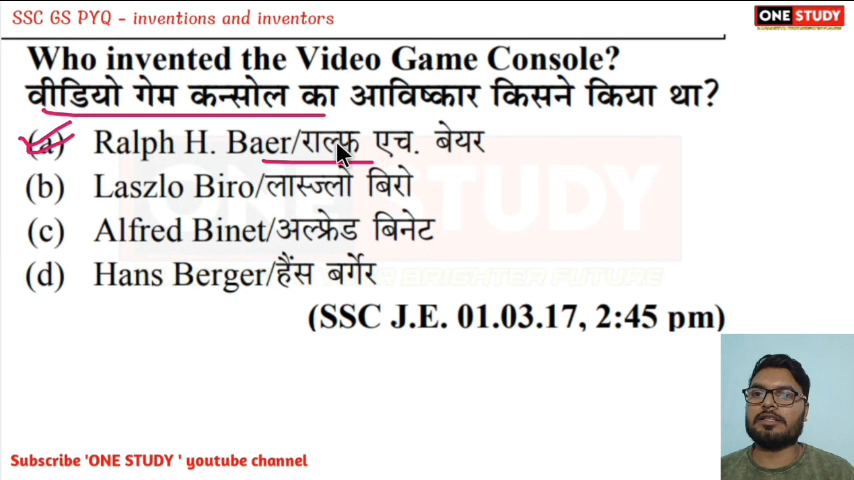 SSC GS PYQ - inventions and inventors
ONE STUDY
Who invented the Video Game Console?
वीडियो गेम कन्सोल का आविष्कार किसने किया था?
(a) Ralph H. Baer/राल्फ एच. बेयर
(b) Laszlo Biro/लास्ज्लो बिरो
(c) Alfred Binet/अल्फ्रेड बिनेट
(d) Hans Berger/हैंस बर्गेर
(SSC J.E. 01.03.17, 2:45 pm)
Subscribe 'ONE STUDY ' youtube channel